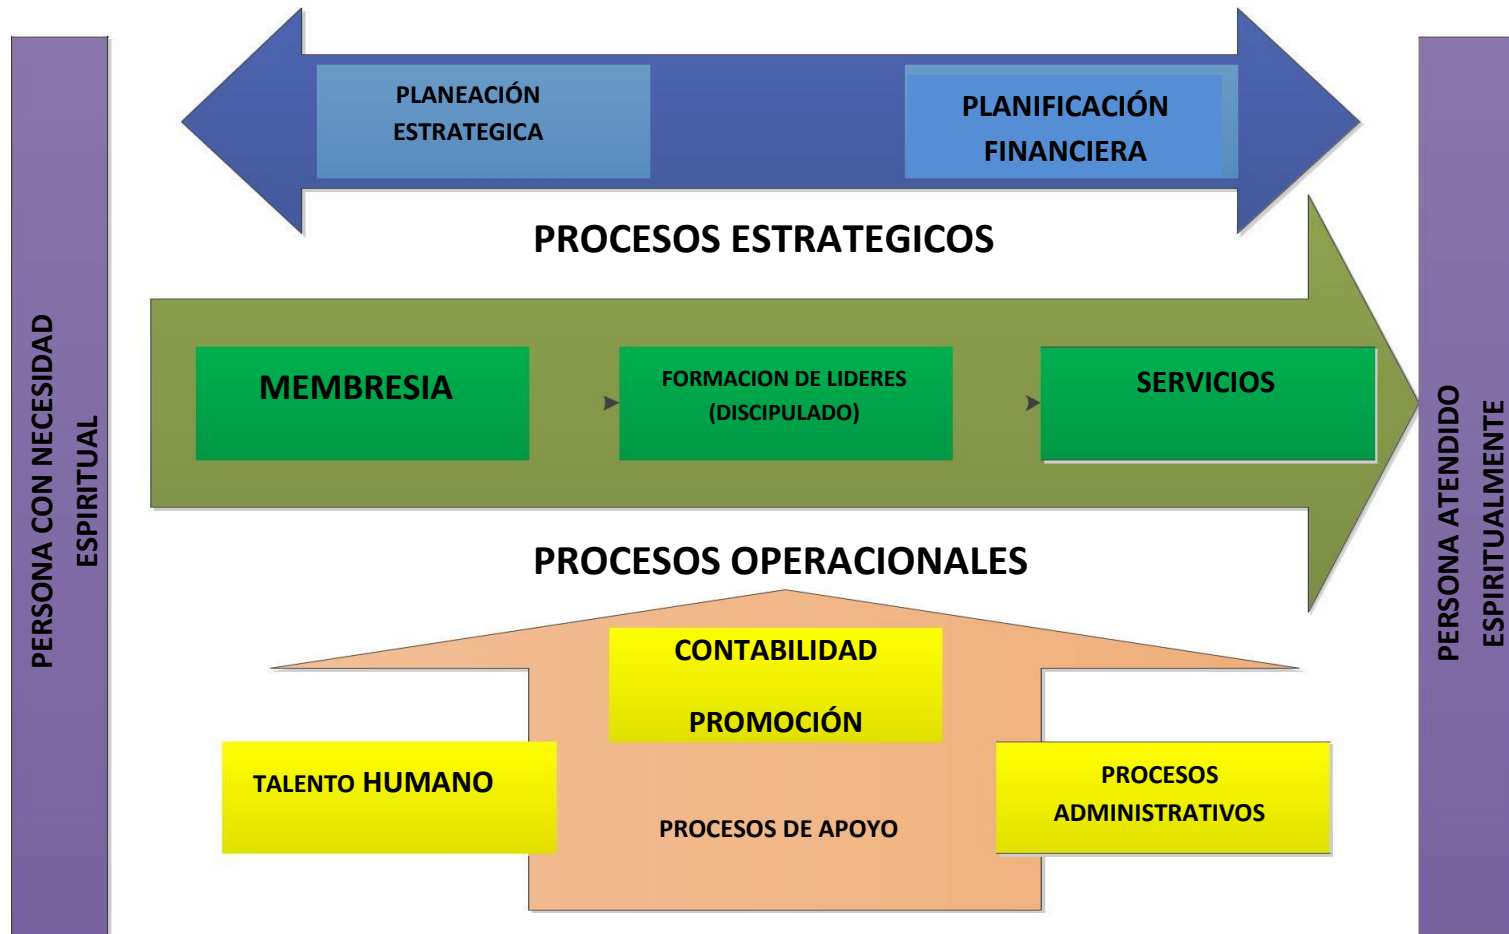 PERSONA CON NECESIDAD
ESPIRITUAL
PLANEACIÓN
ESTRATEGICA
PLANIFICACIÓN
FINANCIERA
PROCESOS ESTRATEGICOS
MEMBRESIA
FORMACION DE LIDERES
(DISCIPULADO)
SERVICIOS
PROCESOS OPERACIONALES
CONTABILIDAD
PROMOCIÓN
TALENTO HUMANO
PROCESOS
ADMINISTRATIVOS
PROCESOS DE APOYO
PERSONA ATENDIDO
ESPIRITUALMENTE